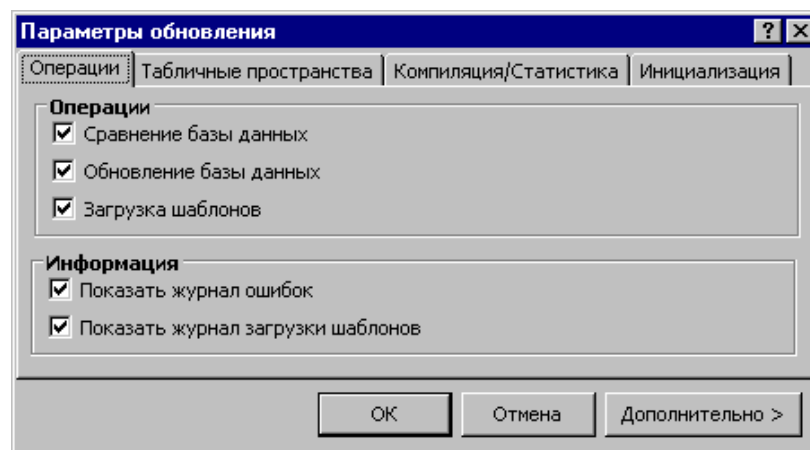 Параметры обновления
Операции Табличные пространства Компиляция/Статистика Инициализация
Операции
Сравнение базы данных
Обновление базы данных
Загрузка шаблонов
Информация
Показать журнал ошибок
Показать журнал загрузки шаблонов
OK Отмена Дополнительно >